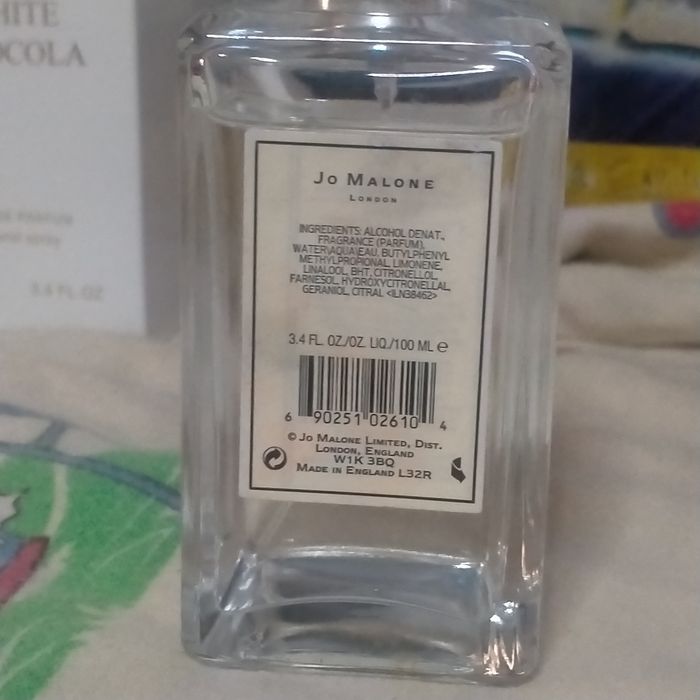 HITE
OCOLA
3.4 FL OZ
JO MALONE
LONDON
INGREDIENTS: ALCOHOL DENAT.,
FRAGRANCE (PARFUM),
WATER\AQUA\EAU, BUTYLPHENYL
METHYLPROPIONAL, LIMONENE,
LINALOOL, BHT, CITRONELLOL,
FARNESOL, HYDROXYCITRONELLAL,
GERANIOL, CITRAL <ILN38462>
3.4 FL. OZ./OZ. LIQ./100 ML ℮
6 90251 02610 4
© JO MALONE LIMITED, DIST.
LONDON, ENGLAND
W1K 3BQ
MADE IN ENGLAND L32R